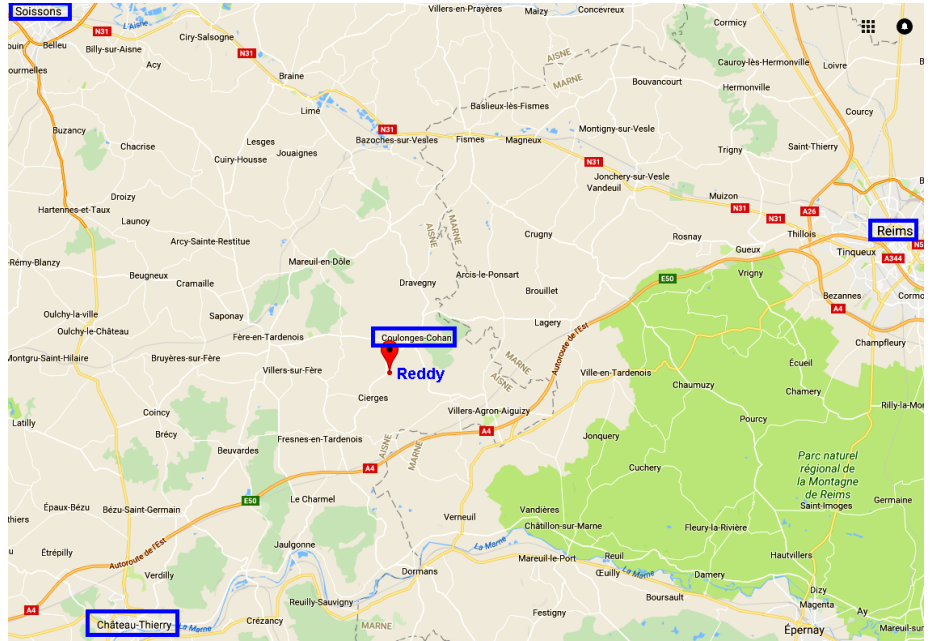 Soissons
Villers-en-Prayères
Maizy
Concevreux
L'Aisne
N31
Cormicy
Ciry-Salsogne
Belleu
Billy-sur-Aisne
N31
AISNE
MARNE
Cauroy-lès-Hermonville
Loivre
Acy
Braine
Bouvancourt
Hermonville
ourmelles
Limé
Baslieux-lès-Fismes
Courcy
Buzancy
N31
Montigny-sur-Vesle
Chacrise
Lesges
Bazoches-sur-Vesles
Fismes
Magneux
Saint-Thierry
Trigny
Cuiry-Housse
Jouaignes
N31
Jonchery-sur-Vesle
Vandeuil
Droizy
Muizon
Hartennes-et-Taux
Launoy
N31
N31
A26
AISNE
MARNE
Crugny
Rosnay
Thillois
Reims
Arcy-Sainte-Restitue
Gueux
Tinqueux
N5
Rémy-Blanzy
Mareuil-en-Dôle
A344
Beugneux
Arcis-le-Ponsart
E50
Vrigny
Cramaille
Dravegny
Brouillet
Bezannes
Cormo
Oulchy-la-ville
Saponay
A4
Oulchy-le-Château
Lagery
Fère-en-Tardenois
Coulonges-Cohan
Autoroute de l'Est
Champfleury
Montgru-Saint-Hilaire
Bruyères-sur-Fère
MARNE
AISNE
Écueil
Villers-sur-Fère
Reddy
Ville-en-Tardenois
Chaumuzy
Chamery
Cierges
Rilly-la-Mon
Coincy
Villers-Agron-Aiguizy
Pourcy
Latilly
A4
Brécy
Fresnes-en-Tardenois
AISNE
MARNE
Jonquery
Beuvardes
Parc naturel
régional de
la Montagne
de Reims
A4
Cuchery
E50
Le Charmel
Germaine
Épaux-Bézu
Bézu-Saint-Germain
Vandières
Saint-Imoges
thiers
Verneuil
Châtillon-sur-Marne
Fleury-la-Rivière
Jaulgonne
La Marne
Étrépilly
Autoroute de l'Est
Mareuil-le-Port
Reuil
Hautvillers
Verdilly
Dormans
Œuilly
La Marne
Damery
Dizy
A4
Reuilly-Sauvigny
Boursault
Magenta
Château-Thierry
La Marne
Crézancy
MARNE
Festigny
Ay
Épernay
Mareuil-sur